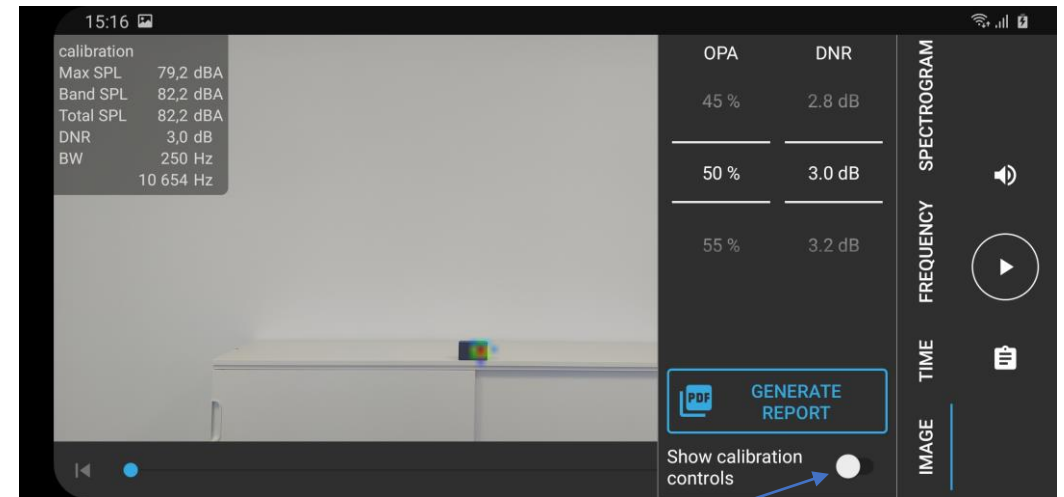 15:16
calibration
Max SPL 79,2 dBA
Band SPL 82,2 dBA
Total SPL 82,2 dBA
DNR 3,0 dB
BW 250 Hz
10 654 Hz
OPA DNR
45 % 2.8 dB
50 % 3.0 dB
55 % 3.2 dB
PDF
GENERATE
REPORT
Show calibration
controls
SPECTROGRAM
FREQUENCY
TIME
IMAGE